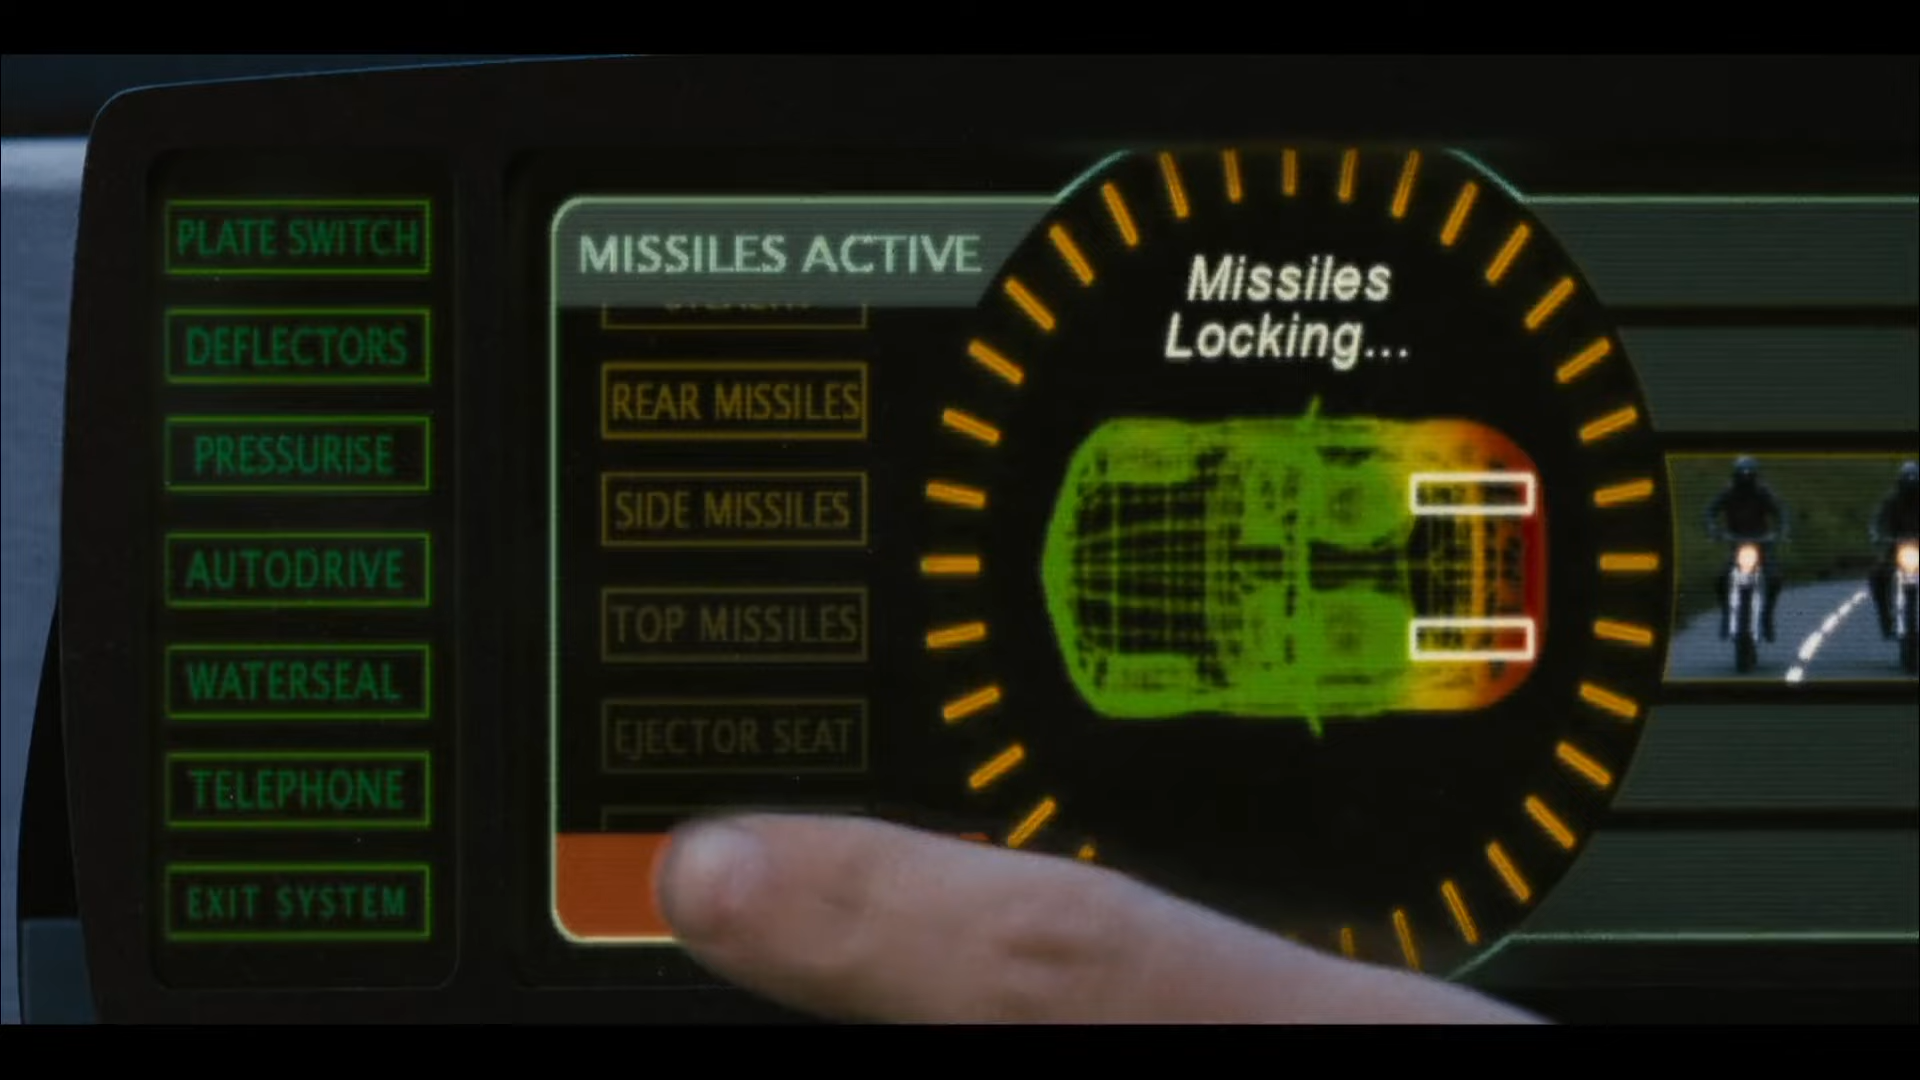 PLATE SWITCH
DEFLECTORS
PRESSURISE
AUTODRIVE
WATERSEAL
TELEPHONE
EXIT SYSTEM
MISSILES ACTIVE
REAR MISSILES
SIDE MISSILES
TOP MISSILES
EJECTOR SEAT
Missiles
Locking...